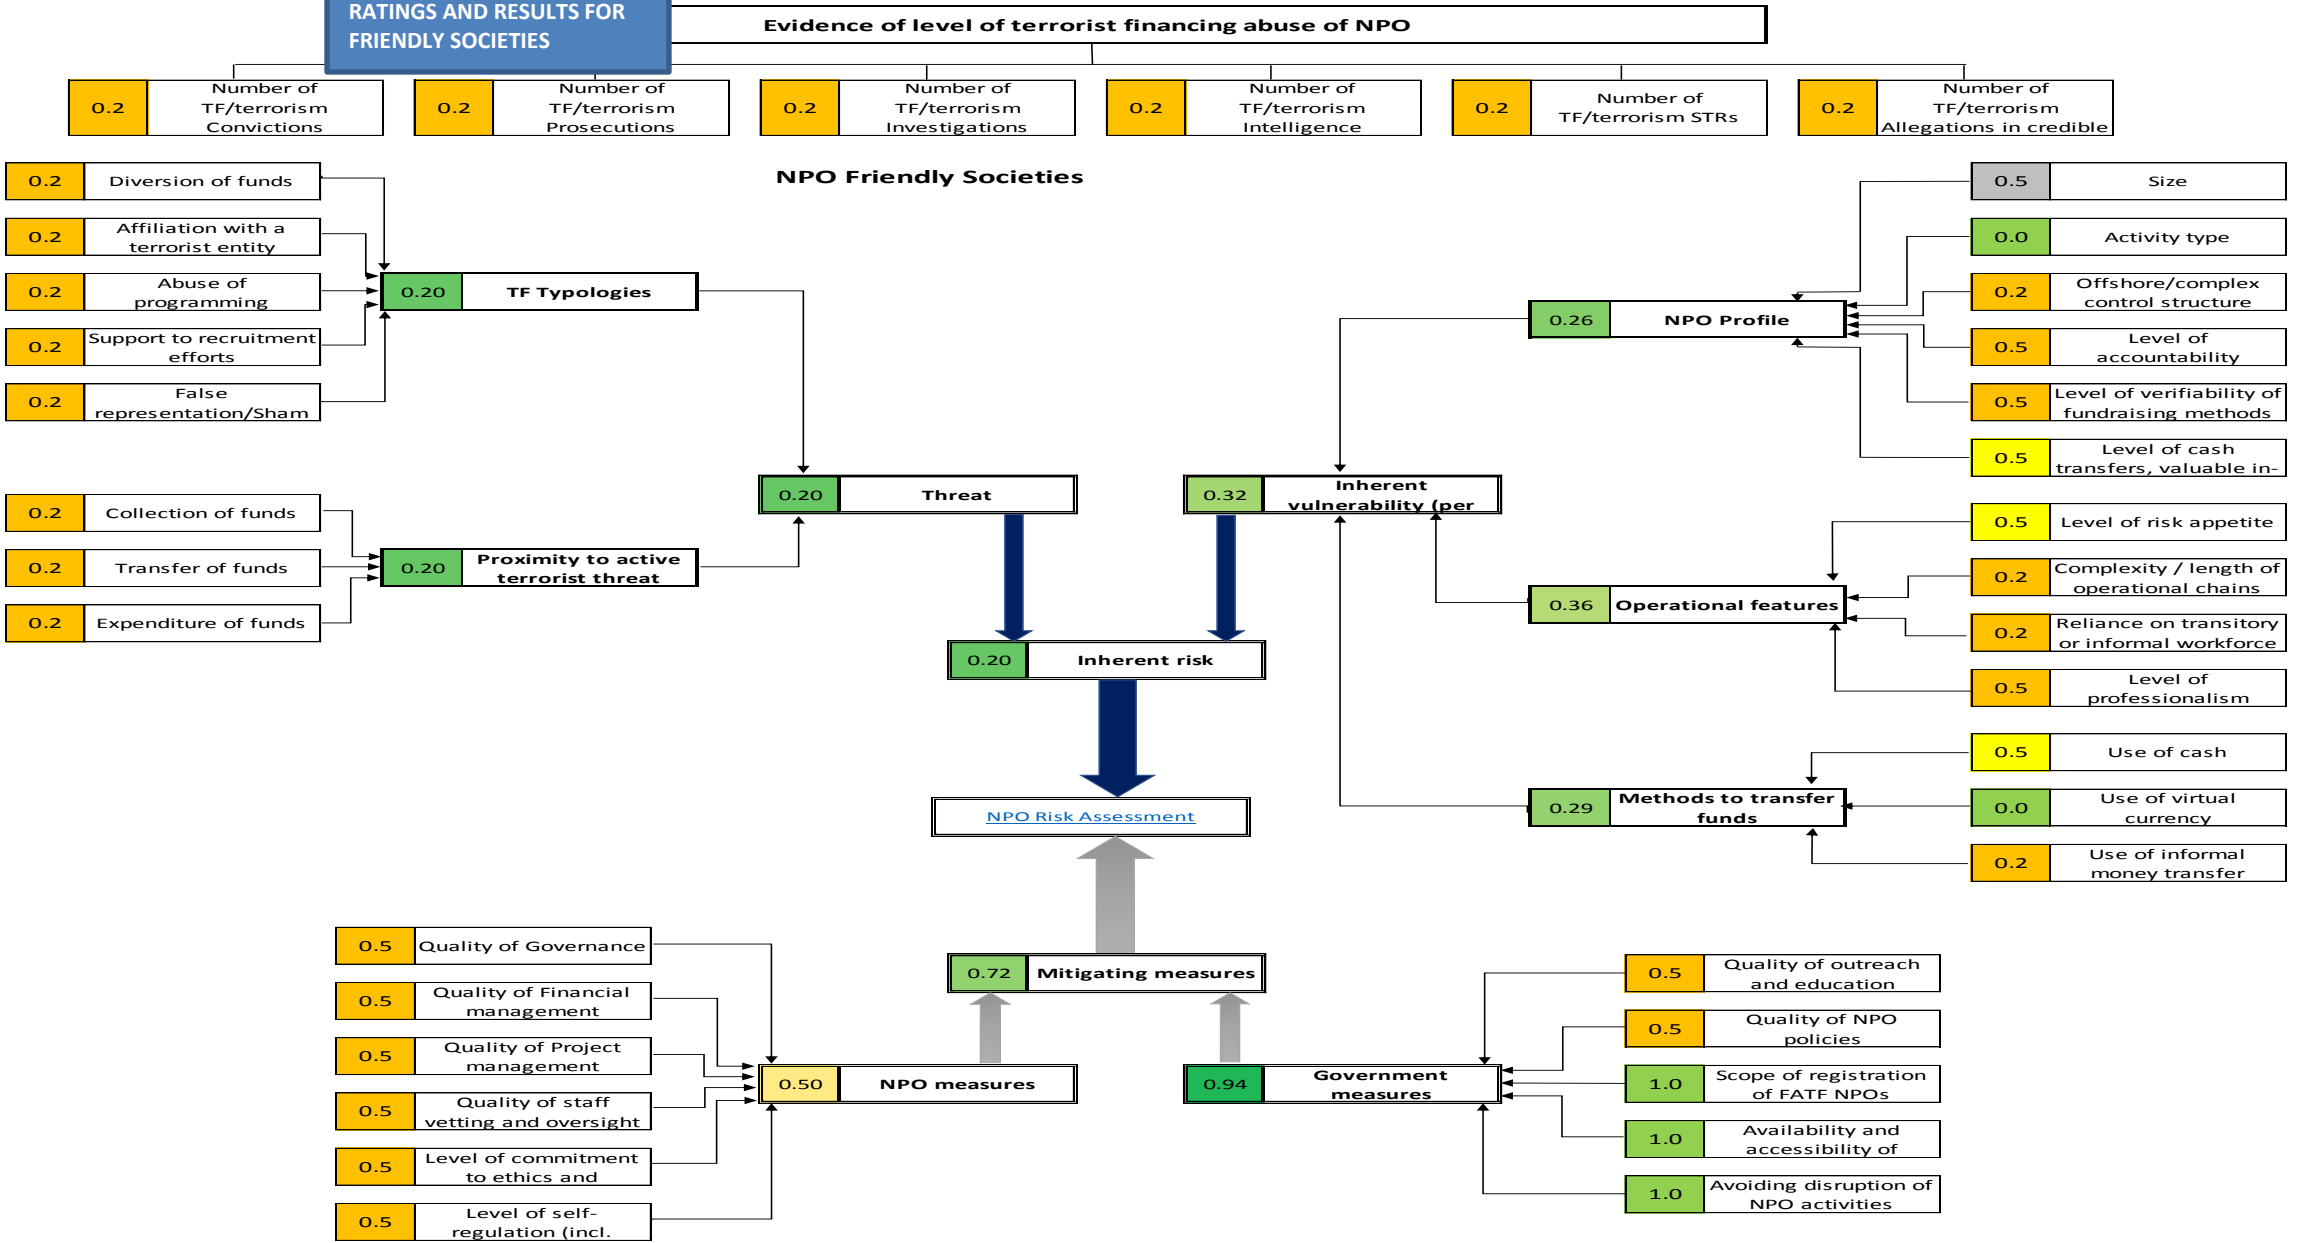 RATINGS AND RESULTS FOR
FRIENDLY SOCIETIES
Evidence of level of terrorist financing abuse of NPO
0.2
Number of
TF/terrorism
Convictions
0.2
Number of
TF/terrorism
Prosecutions
0.2
Number of
TF/terrorism
Investigations
0.2
Number of
TF/terrorism
Intelligence
0.2
Number of
TF/terrorism STRs
0.2
Number of
TF/terrorism
Allegations in credible
NPO Friendly Societies
0.2
Diversion of funds
0.2
Affiliation with a
terrorist entity
0.2
Abuse of
programming
0.2
Support to recruitment
efforts
0.2
False
representation/Sham
0.20
TF Typologies
0.2
Collection of funds
0.2
Transfer of funds
0.2
Expenditure of funds
0.20
Proximity to active
terrorist threat
0.20
Threat
0.32
Inherent
vulnerability (per
0.26
NPO Profile
0.5
Size
0.0
Activity type
0.2
Offshore/complex
control structure
0.5
Level of
accountability
0.5
Level of verifiability of
fundraising methods
0.5
Level of cash
transfers, valuable in-
0.36
Operational features
0.5
Level of risk appetite
0.2
Complexity / length of
operational chains
0.2
Reliance on transitory
or informal workforce
0.5
Level of
professionalism
0.29
Methods to transfer
funds
0.5
Use of cash
0.0
Use of virtual
currency
0.2
Use of informal
money transfer
0.20
Inherent risk
NPO Risk Assessment
0.72
Mitigating measures
0.5
Quality of Governance
0.5
Quality of Financial
management
0.5
Quality of Project
management
0.5
Quality of staff
vetting and oversight
0.5
Level of commitment
to ethics and
0.5
Level of self-
regulation (incl.
0.50
NPO measures
0.94
Government
measures
0.5
Quality of outreach
and education
0.5
Quality of NPO
policies
1.0
Scope of registration
of FATF NPOs
1.0
Availability and
accessibility of
1.0
Avoiding disruption of
NPO activities